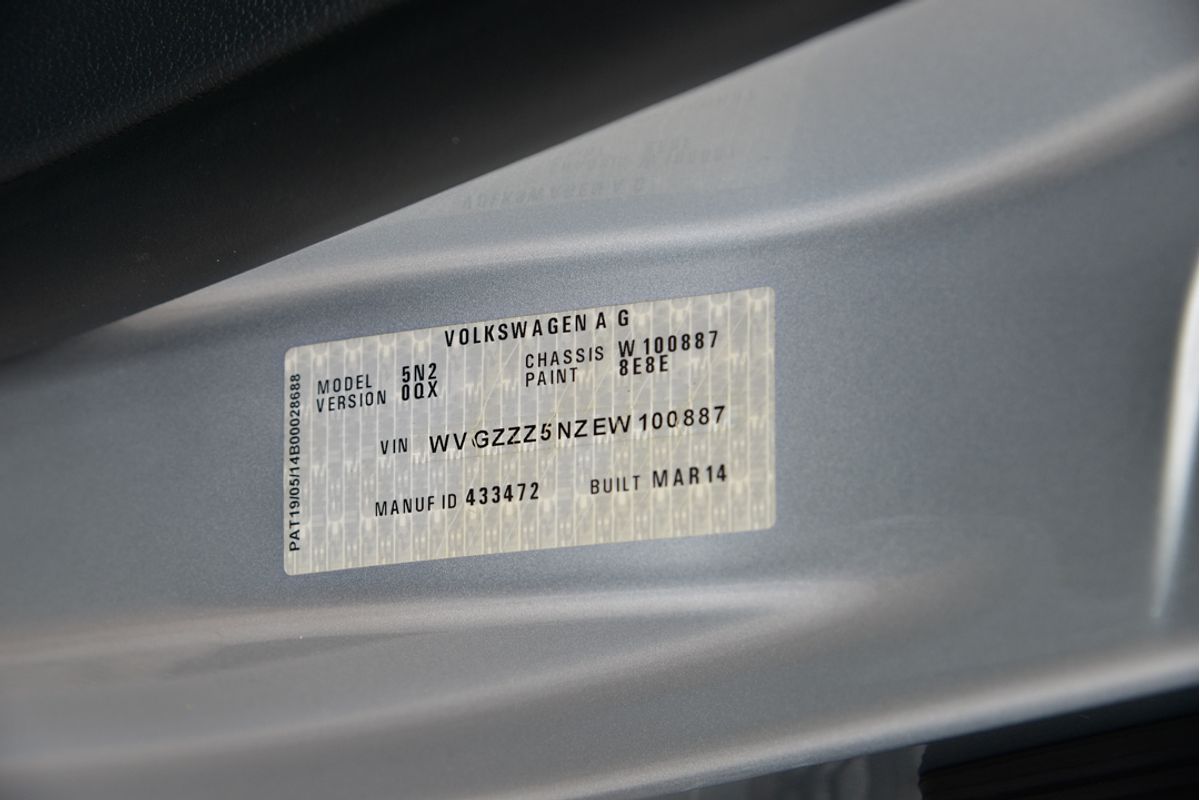 VOLKSWAGEN A G
MODEL 5N2 CHASSIS W100887
VERSION 0QX PAINT 8E8E
VIN WVGZZZ5NZEW100887
MANUF ID 433472 BUILT MAR14
PAT19/05/14B00028688